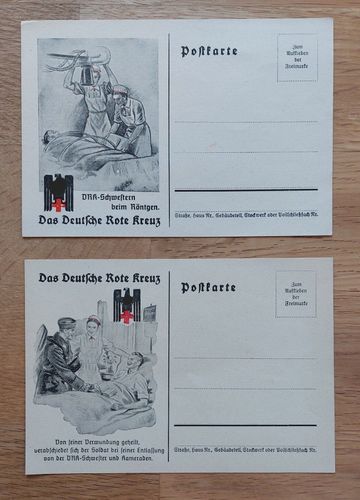 Postkarte
Zum
Aufkleben
der
Freimarke
DRK-Schwestern
beim Röntgen.
Das Deutsche Rote Kreuz
Straße, Haus Nr., Gebäudeteil, Stockwerk oder Postschließfach Nr.
Das Deutsche Rote Kreuz
Postkarte
Zum
Aufkleben
der
Freimarke
Von seiner Verwundung geheilt,
verabschiedet sich der Soldat bei seiner Entlassung
von der DRK-Schwester und Kameraden.
Straße, Haus Nr., Gebäudeteil, Stockwerk oder Postschließfach Nr.